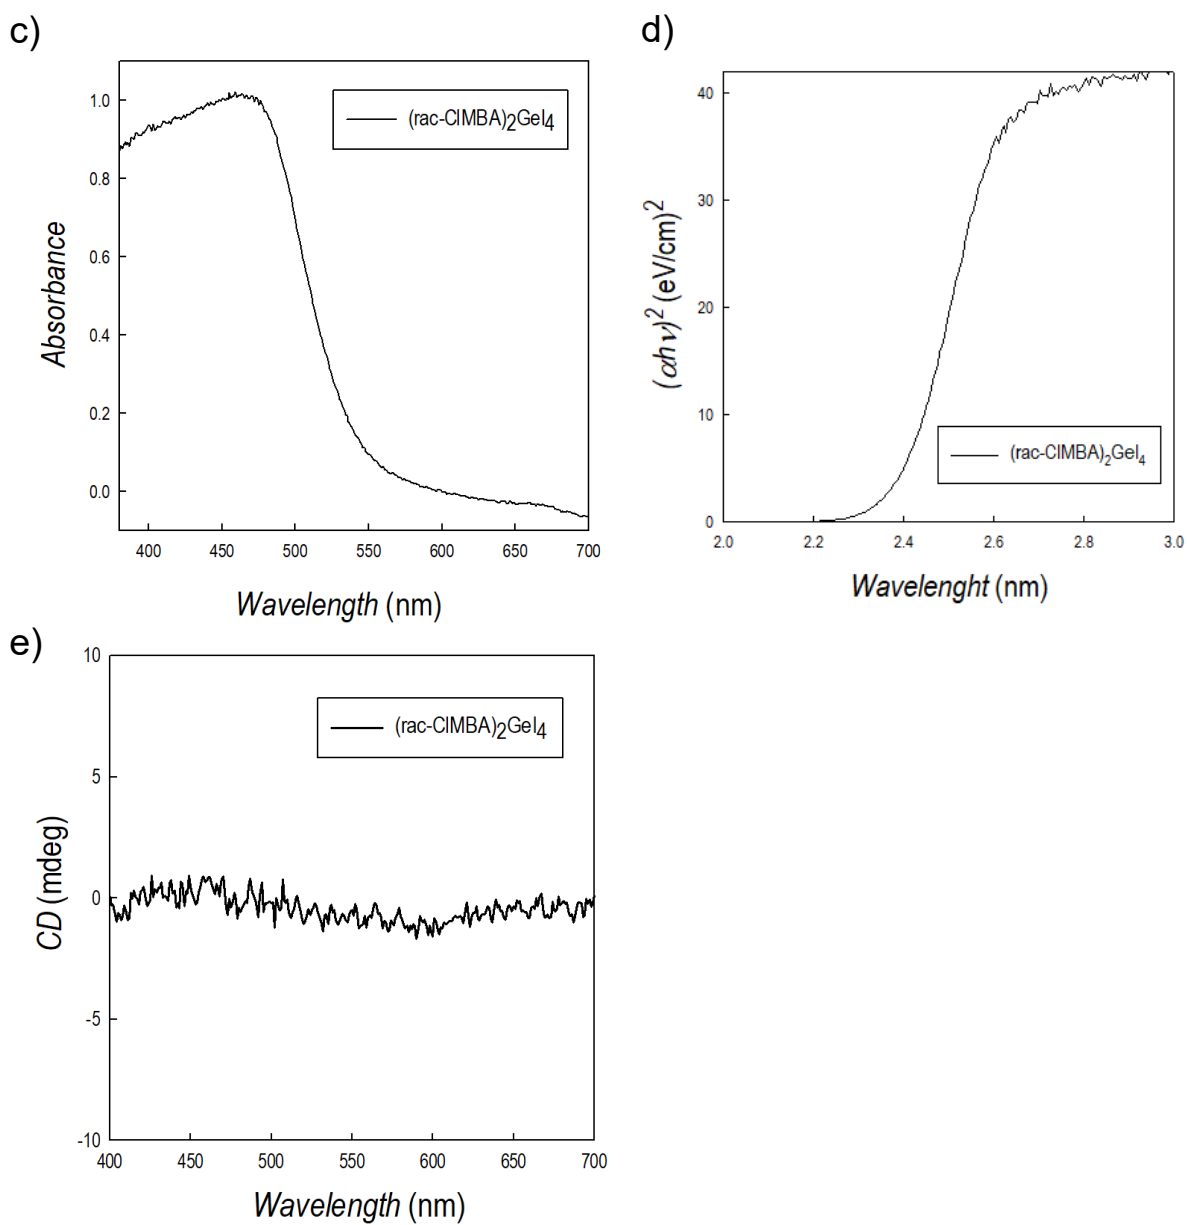 c)
(rac-ClMBA)2GeI4
1.0
0.8
0.6
0.4
0.2
0.0
Absorbance
400 450 500 550 600 650 700
Wavelength (nm)
d)
40
30
20
10
0
(αhν)2 (eV/cm)2
(rac-ClMBA)2GeI4
2.0 2.2 2.4 2.6 2.8 3.0
Wavelenght (nm)
e)
10
5
0
-5
-10
(rac-ClMBA)2GeI4
CD (mdeg)
400 450 500 550 600 650 700
Wavelength (nm)